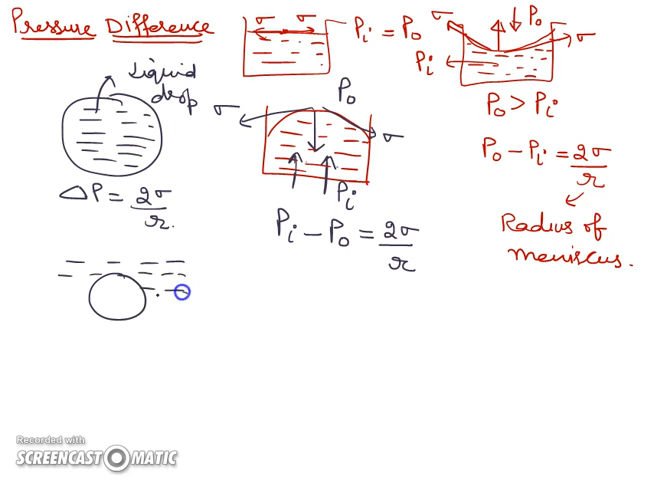 Pressure Difference
σ σ
Pi = Po
σ Po σ
Pi
Po > Pi
Po – Pi = 2σ/r
Radius of
meniscus.
Liquid
drop
ΔP = 2σ/r.
σ Po σ
Pi
Pi – Po = 2σ/r
Recorded with
SCREENCAST-O-MATIC